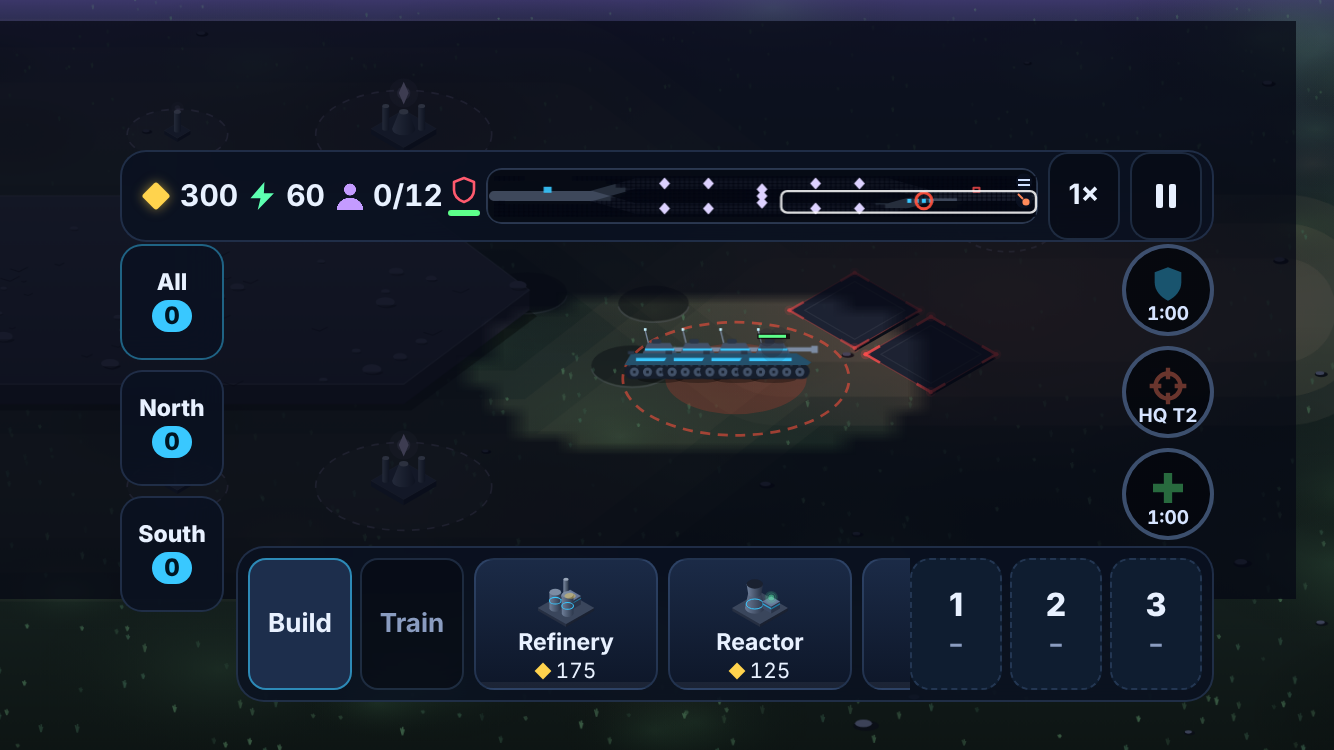 300 60 0/12 1×
All
0
North
0
South
0
1:00
HQ T2
1:00
Build Train
Refinery
175
Reactor
125
1 2 3
– – –